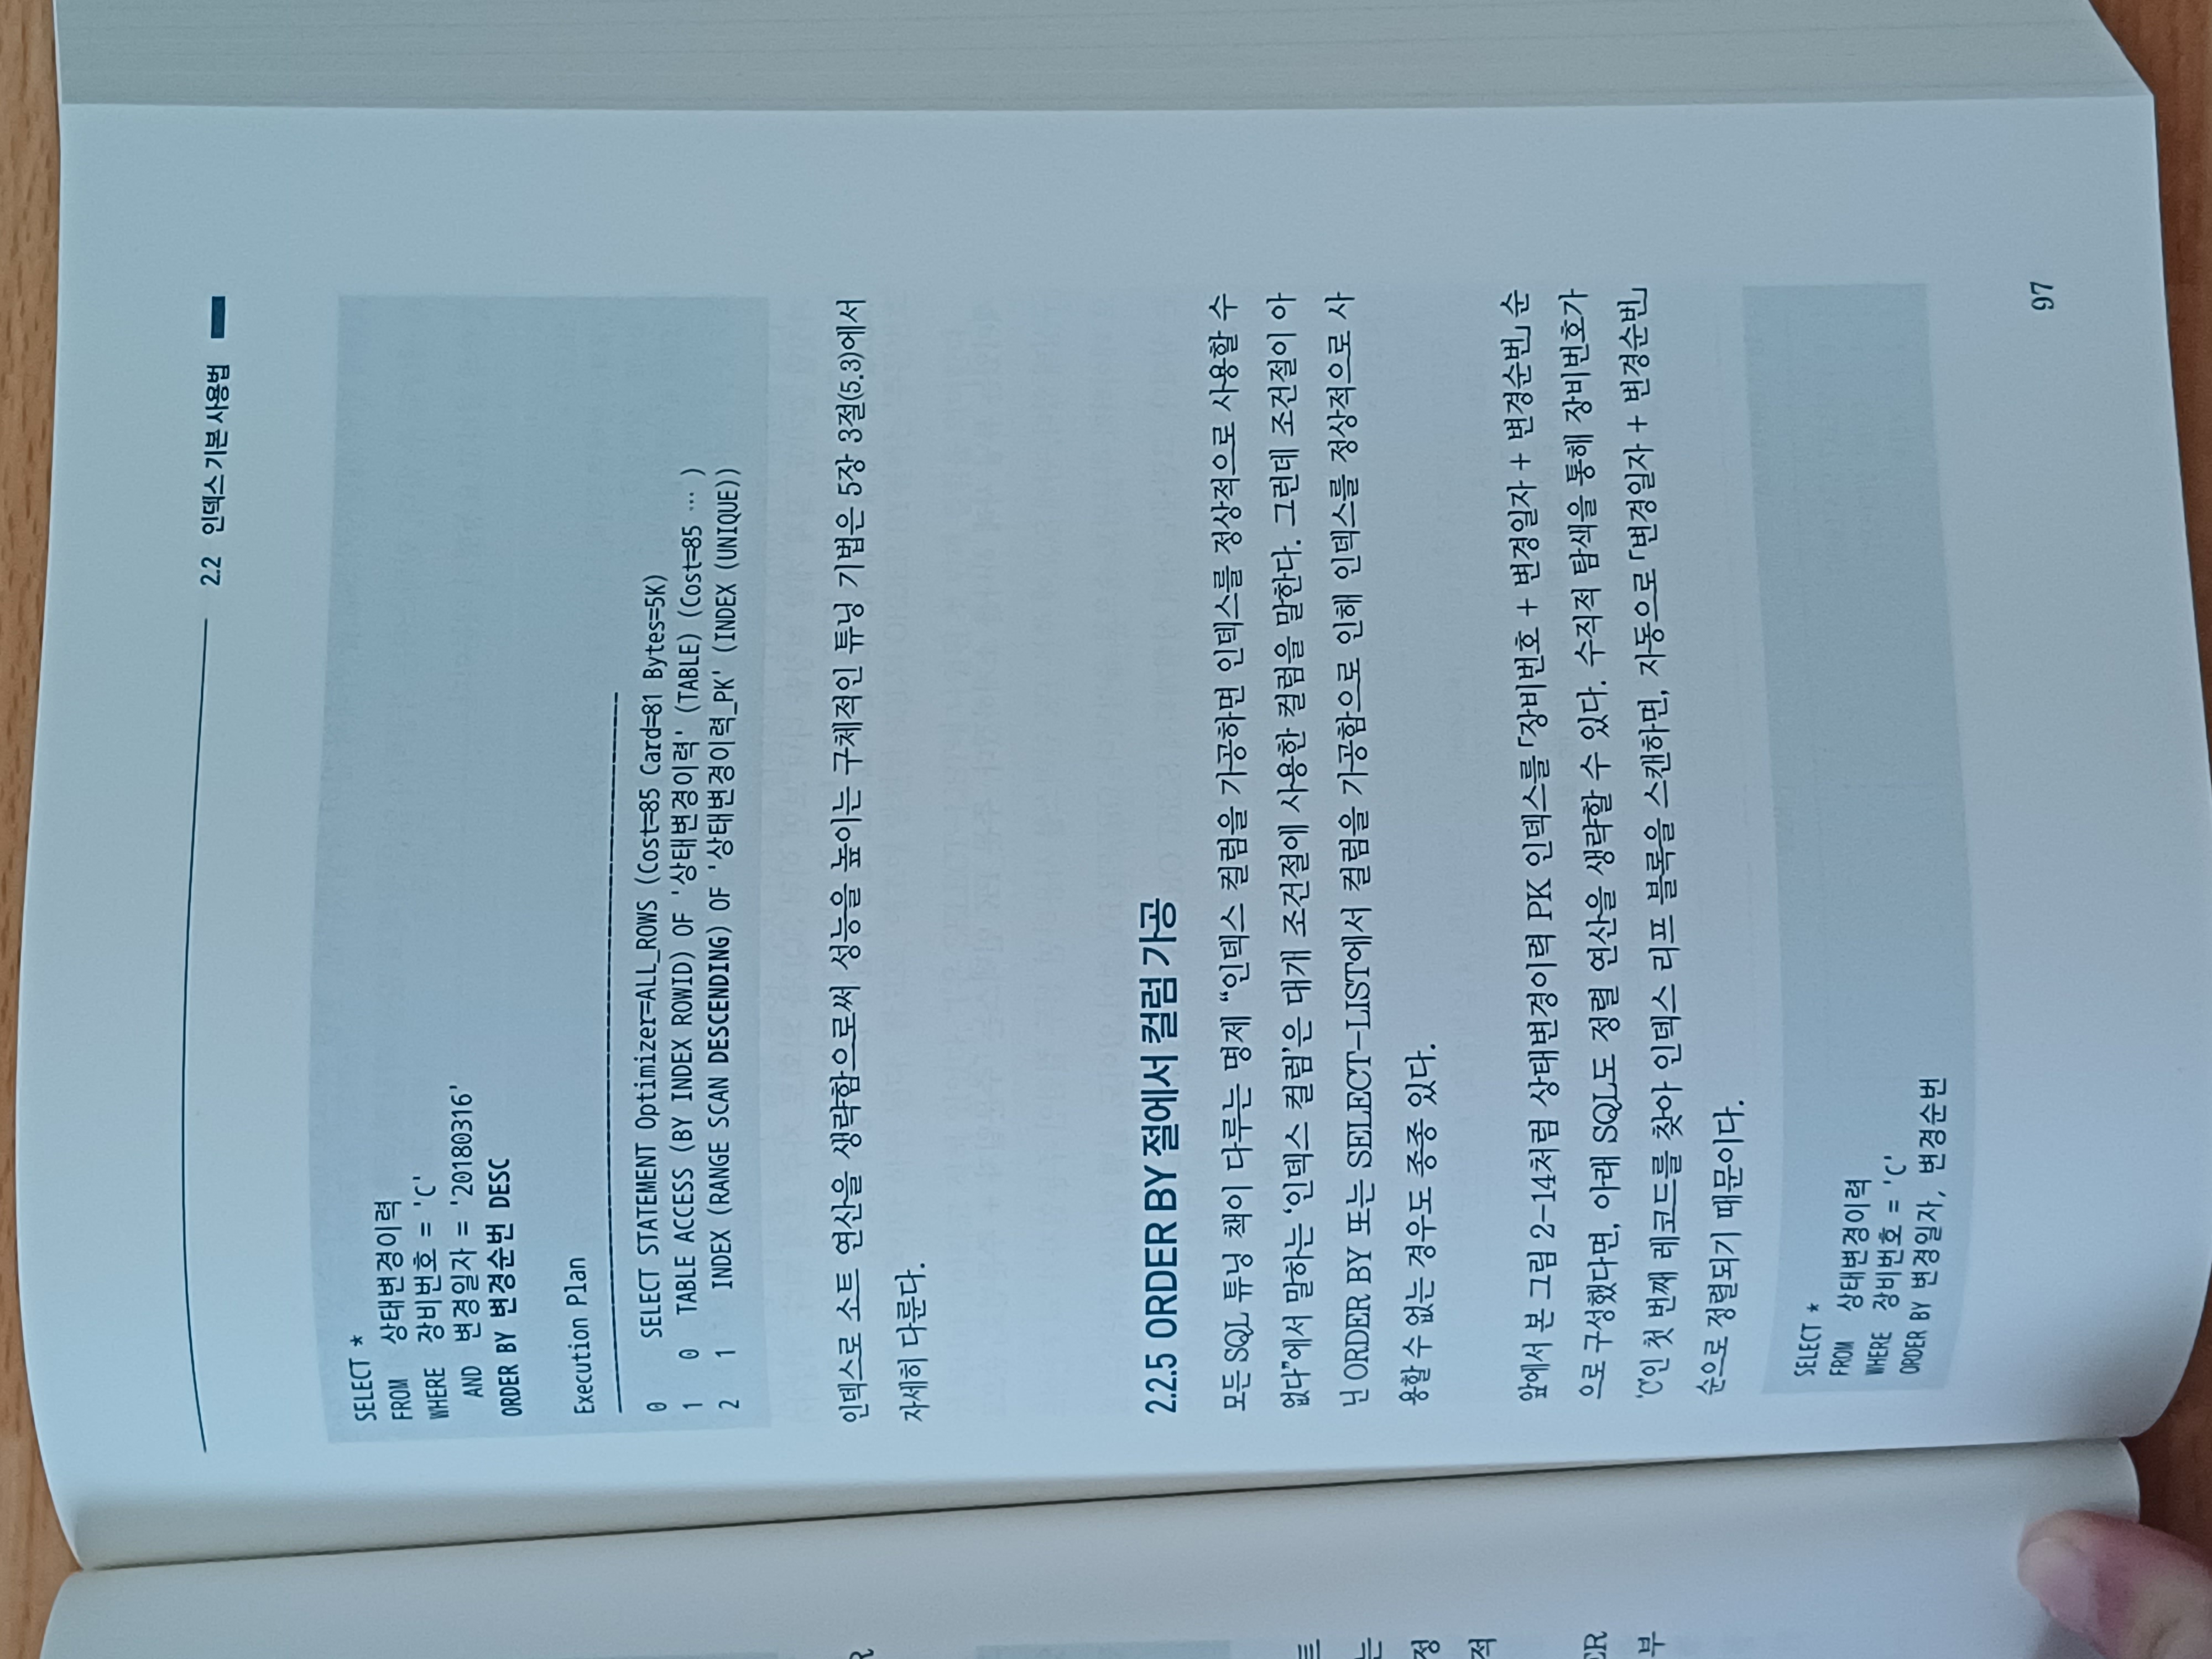 2.2 인덱스 기본 사용법
SELECT *
FROM 상태변경이력
WHERE 장비번호 = 'C'
AND 변경일자 = '20180316'
ORDER BY 변경순번 DESC
Execution Plan
--------------------------------------------------------------
0 SELECT STATEMENT Optimizer=ALL_ROWS (Cost=85 Card=81 Bytes=5K)
1 0 TABLE ACCESS (BY INDEX ROWID) OF '상태변경이력' (TABLE) (Cost=85 … )
2 1 INDEX (RANGE SCAN DESCENDING) OF '상태변경이력_PK' (INDEX (UNIQUE))
인덱스로 소트 연산을 생략함으로써 성능을 높이는 구체적인 튜닝 기법은 5장 3절(5.3)에서
자세히 다룬다.
2.2.5 ORDER BY 절에서 컬럼 가공
모든 SQL 튜닝 책이 다루는 명제 “인덱스 컬럼을 가공하면 인덱스를 정상적으로 사용할 수
없다”에서 말하는 ‘인덱스 컬럼’은 대개 조건절에 사용한 컬럼을 말한다. 그런데 조건절이 아
닌 ORDER BY 또는 SELECT-LIST에서 컬럼을 가공함으로 인해 인덱스를 정상적으로 사
용할 수 없는 경우도 종종 있다.
앞에서 본 그림 2-14처럼 상태변경이력 PK 인덱스를 「장비번호 + 변경일자 + 변경순번」 순
으로 구성했다면, 아래 SQL도 정렬 연산을 생략할 수 있다. 수직적 탐색을 통해 장비번호가
‘C’인 첫 번째 레코드를 찾아 인덱스 리프 블록을 스캔하면, 자동으로 「변경일자 + 변경순번」
순으로 정렬되기 때문이다.
SELECT *
FROM 상태변경이력
WHERE 장비번호 = 'C'
ORDER BY 변경일자, 변경순번
97
R
트
는
정
적
ER
부